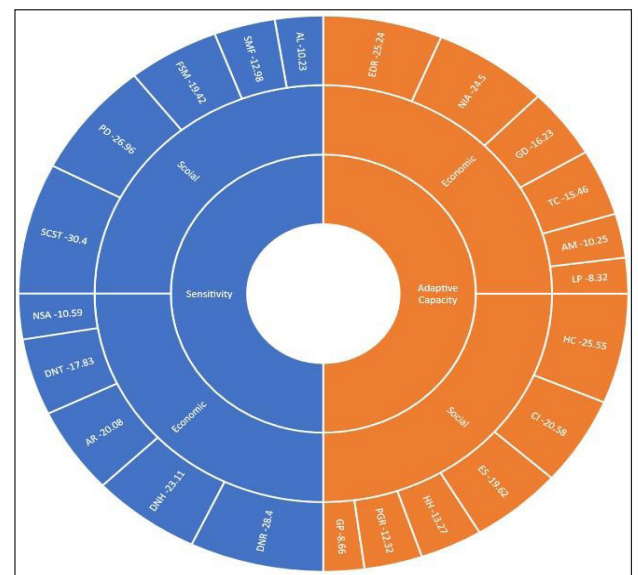 EDR -25.24
NIA -24.5
GD -16.23
TC -15.46
AM -10.25
LP -8.32
HC -25.55
CI -20.58
ES -19.62
HH -13.27
PGR -12.32
GP -8.66
DNR -28.4
DNH -23.11
AR -20.08
DNT -17.83
NSA -10.59
SCST -30.4
PD -26.96
FSM -19.42
SMF -12.98
AL -10.23
Economic
Social
Economic
Scoial
Adaptive
Capacity
Sensitivity